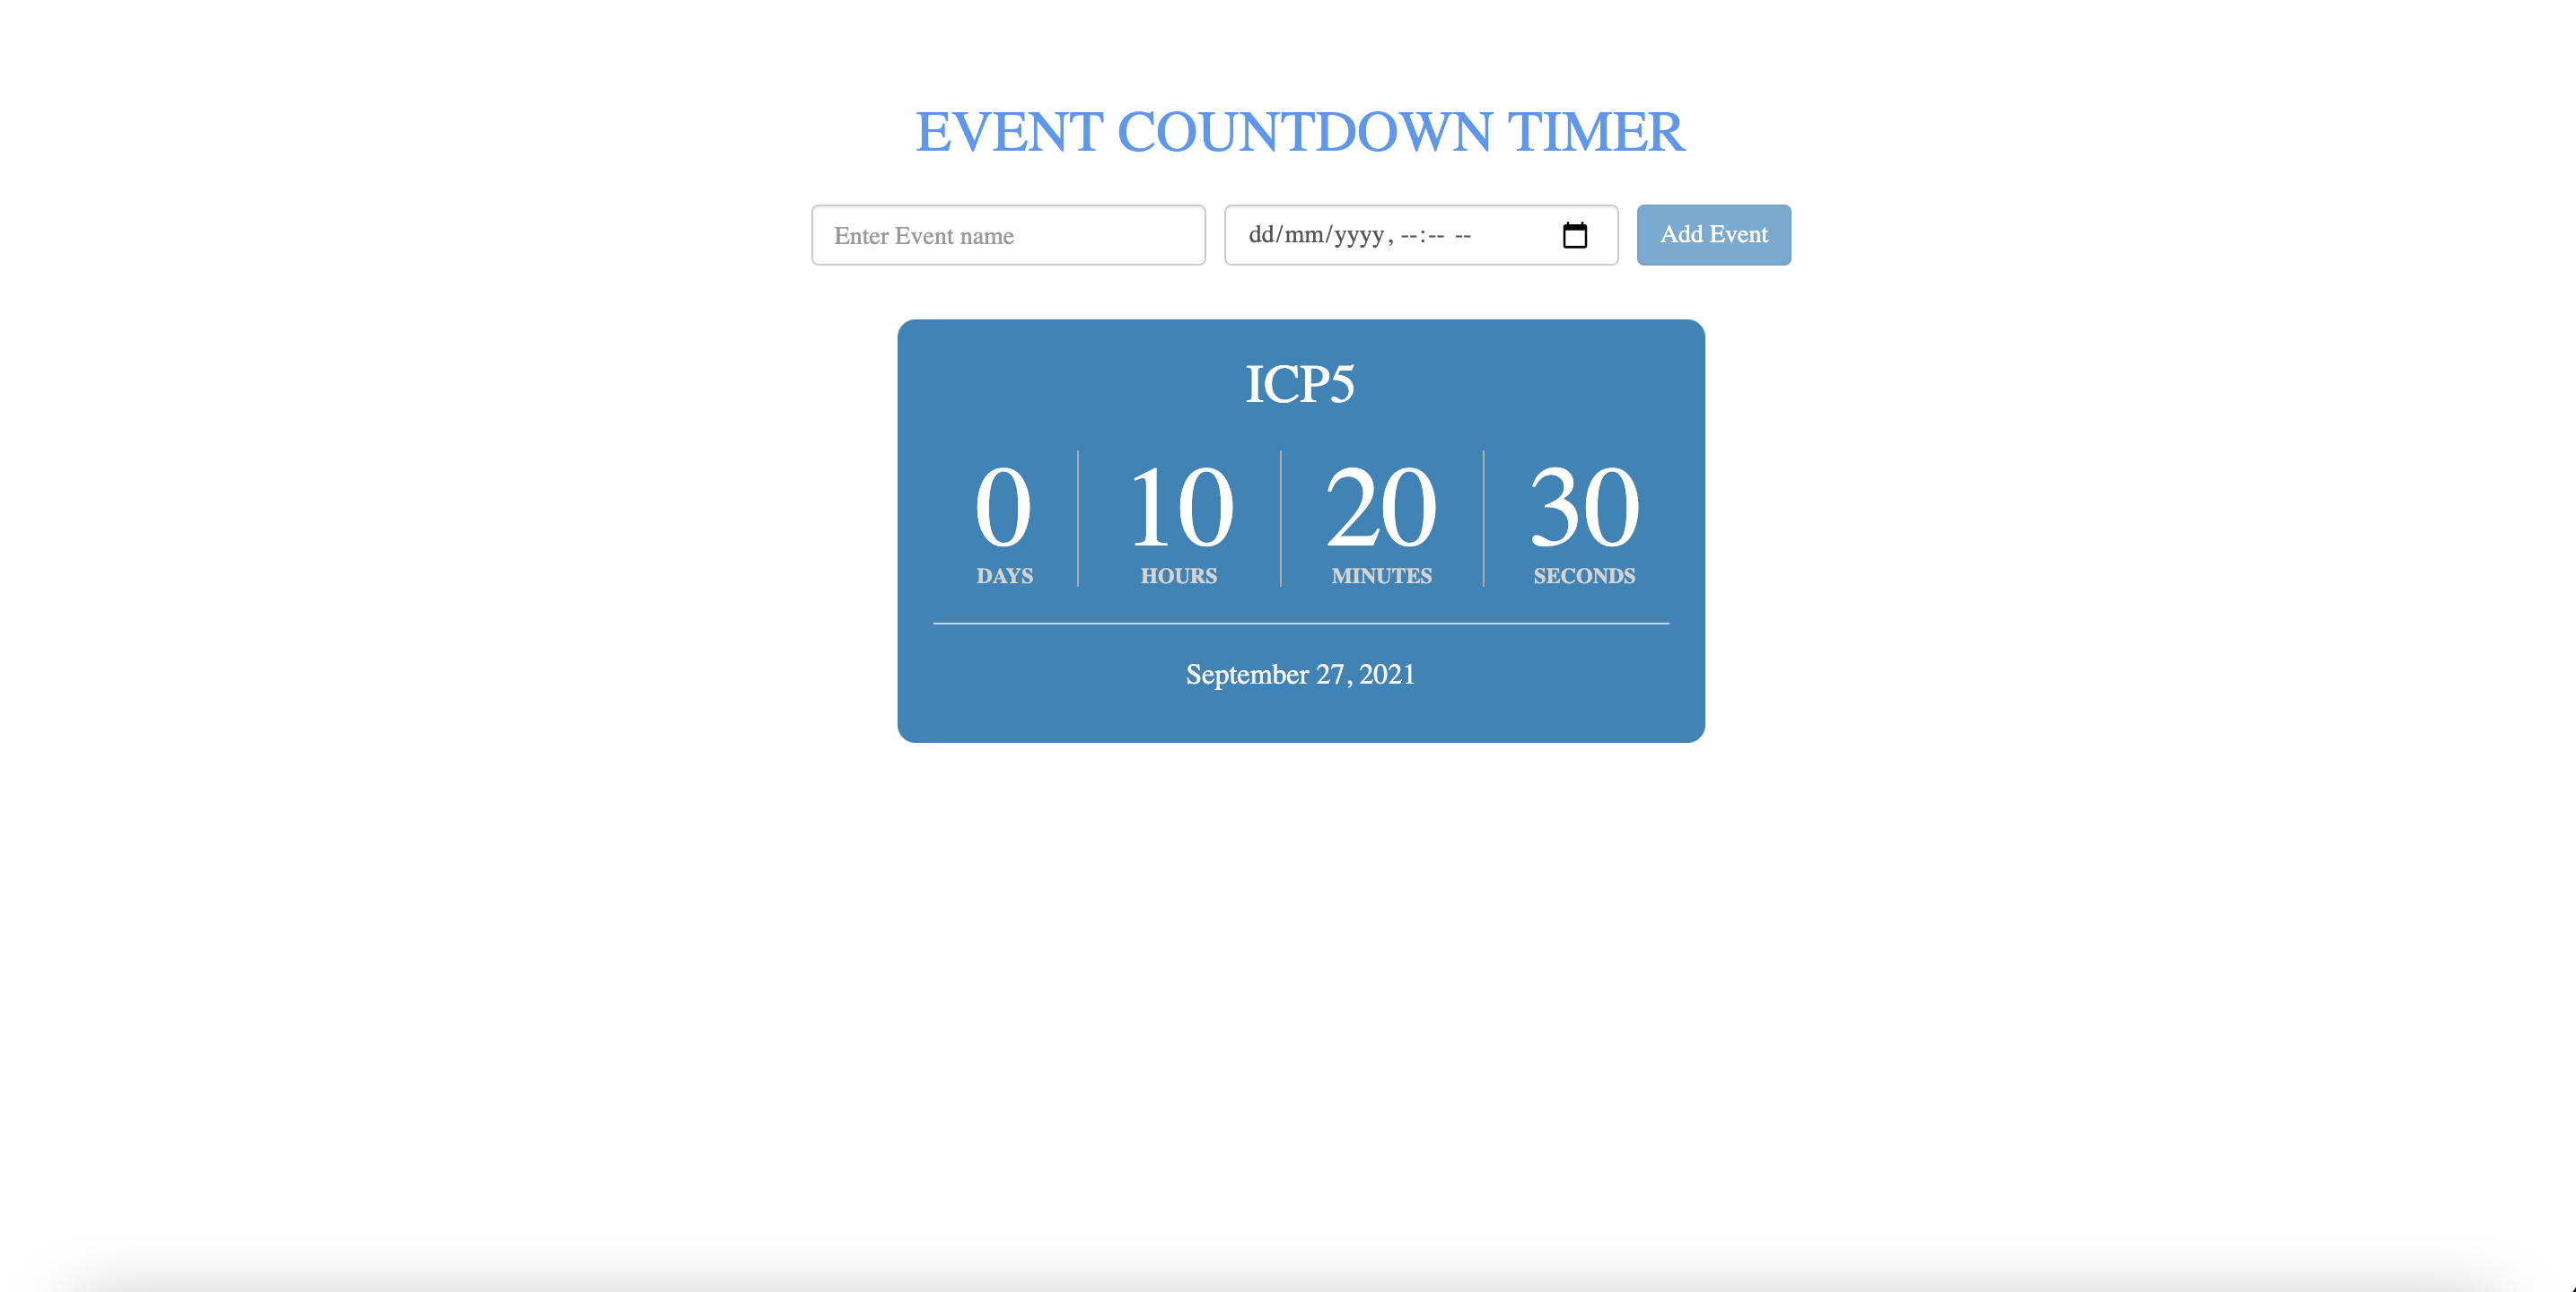 EVENT COUNTDOWN TIMER
Enter Event name dd/mm/yyyy, --:-- -- Add Event
ICP5
0 10 20 30
DAYS HOURS MINUTES SECONDS
September 27, 2021